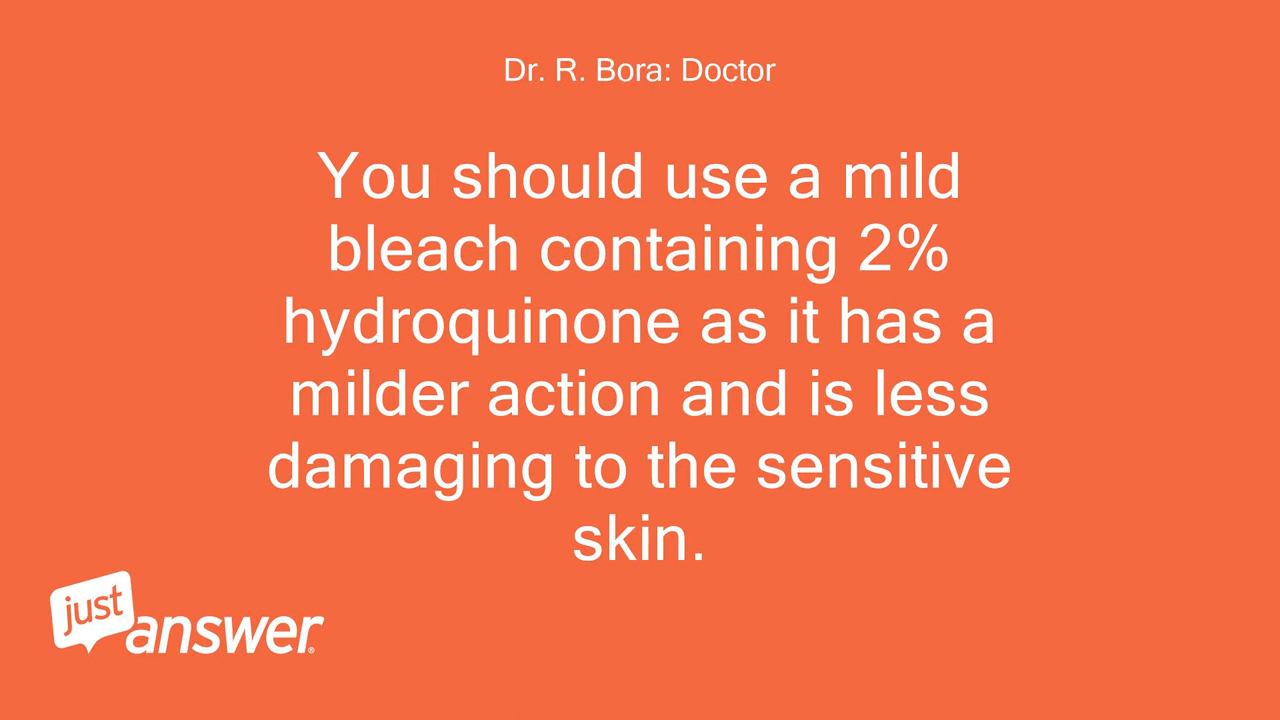 Dr. R. Bora: Doctor
You should use a mild
bleach containing 2%
hydroquinone as it has a
milder action and is less
damaging to the sensitive
skin.
just
answer®